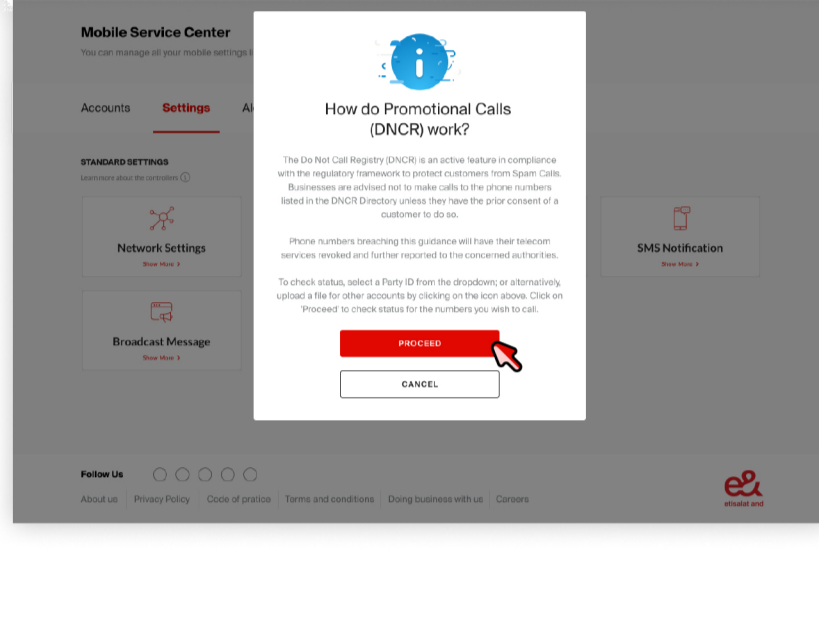 Mobile Service Center
You can manage all your mobile settings
Accounts
Settings
STANDARD SETTINGS
Learn more about the controllers
Network Settings
Show More
Broadcast Message
Show More
SMS Notification
Show More
How do Promotional Calls
(DNCR) work?
The Do Not Call Registry (DNCR) is an active feature in compliance
with the regulatory framework to protect customers from Spam Calls.
Businesses are advised not to make calls to the phone numbers
listed in the DNCR Directory unless they have the prior consent of a
customer to do so.
Phone numbers breaching this guidance will have their telecom
services revoked and further reported to the concerned authorities.
To check status, select a Party ID from the dropdown; or alternatively,
upload a file for other accounts by clicking on the icon above. Click on
'Proceed' to check status for the numbers you wish to call.
PROCEED
CANCEL
Follow Us
About us
Privacy Policy
Code of pratice
Terms and conditions
Doing business with us
Careers
e&
etisalat and